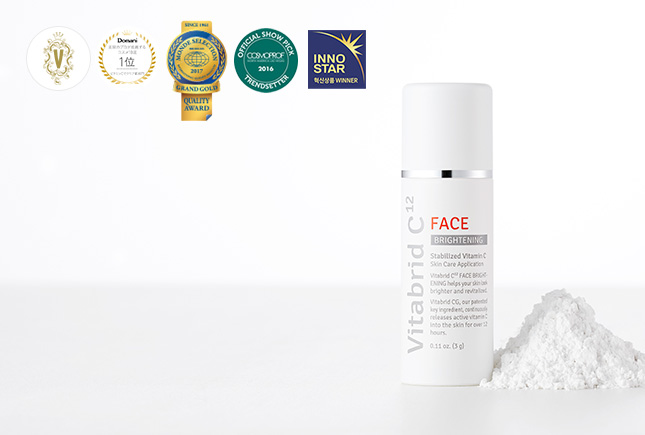 V
Domani
1位
SINCE 1961
MONDE SELECTION
2017
GRAND GOLD
QUALITY
AWARD
OFFICIAL SHOW PICK
COSMOPROF
2016
TRENDSETTER
INNO
STAR
혁신상품 WINNER
Vitabrid C12
FACE
BRIGHTENING
Stabilized Vitamin C
Skin Care Application
Vitabrid C12 FACE BRIGHT-
ENING helps your skin look
brighter and revitalized.
Vitabrid CG, our patented
key ingredient, continuously
releases active vitamin C
into the skin for over 12
hours.
0.11 oz. (3 g)